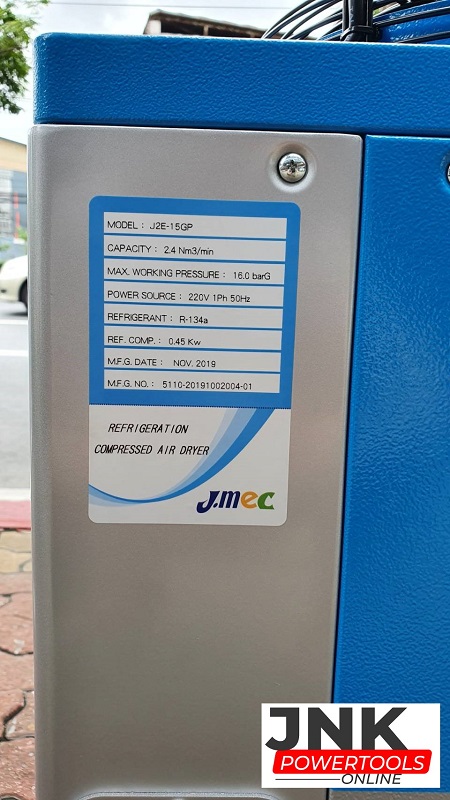 MODEL : J2E-15GP
CAPACITY : 2.4 Nm3/min
MAX. WORKING PRESSURE : 16.0 barG
POWER SOURCE : 220V 1Ph 50Hz
REFRIGERANT : R-134a
REF. COMP. : 0.45 Kw
M.F.G. DATE : NOV. 2019
M.F.G. NO. : 5110-20191002004-01
REFRIGERATION
COMPRESSED AIR DRYER
J.mec
JNK
POWERTOOLS
ONLINE